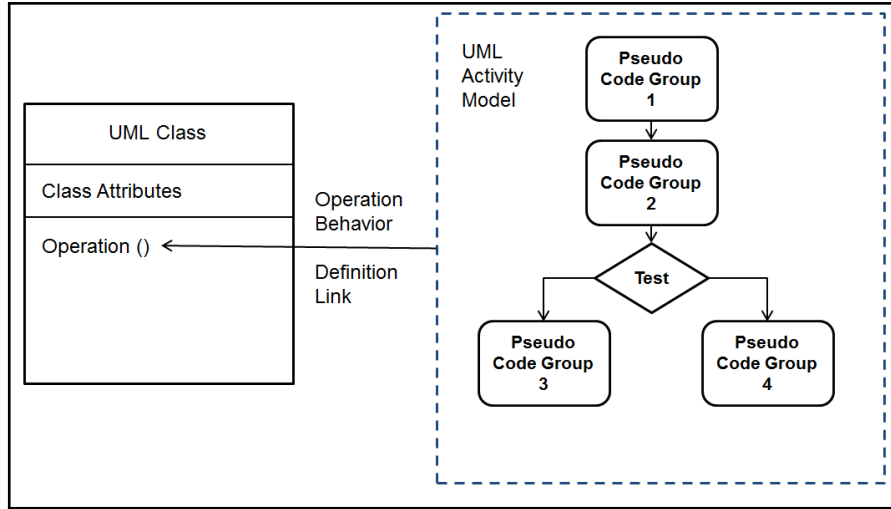 UML Class
Class Attributes
Operation ()
Operation
Behavior
Definition
Link
UML
Activity
Model
Pseudo
Code Group
1
Pseudo
Code Group
2
Test
Pseudo
Code Group
3
Pseudo
Code Group
4